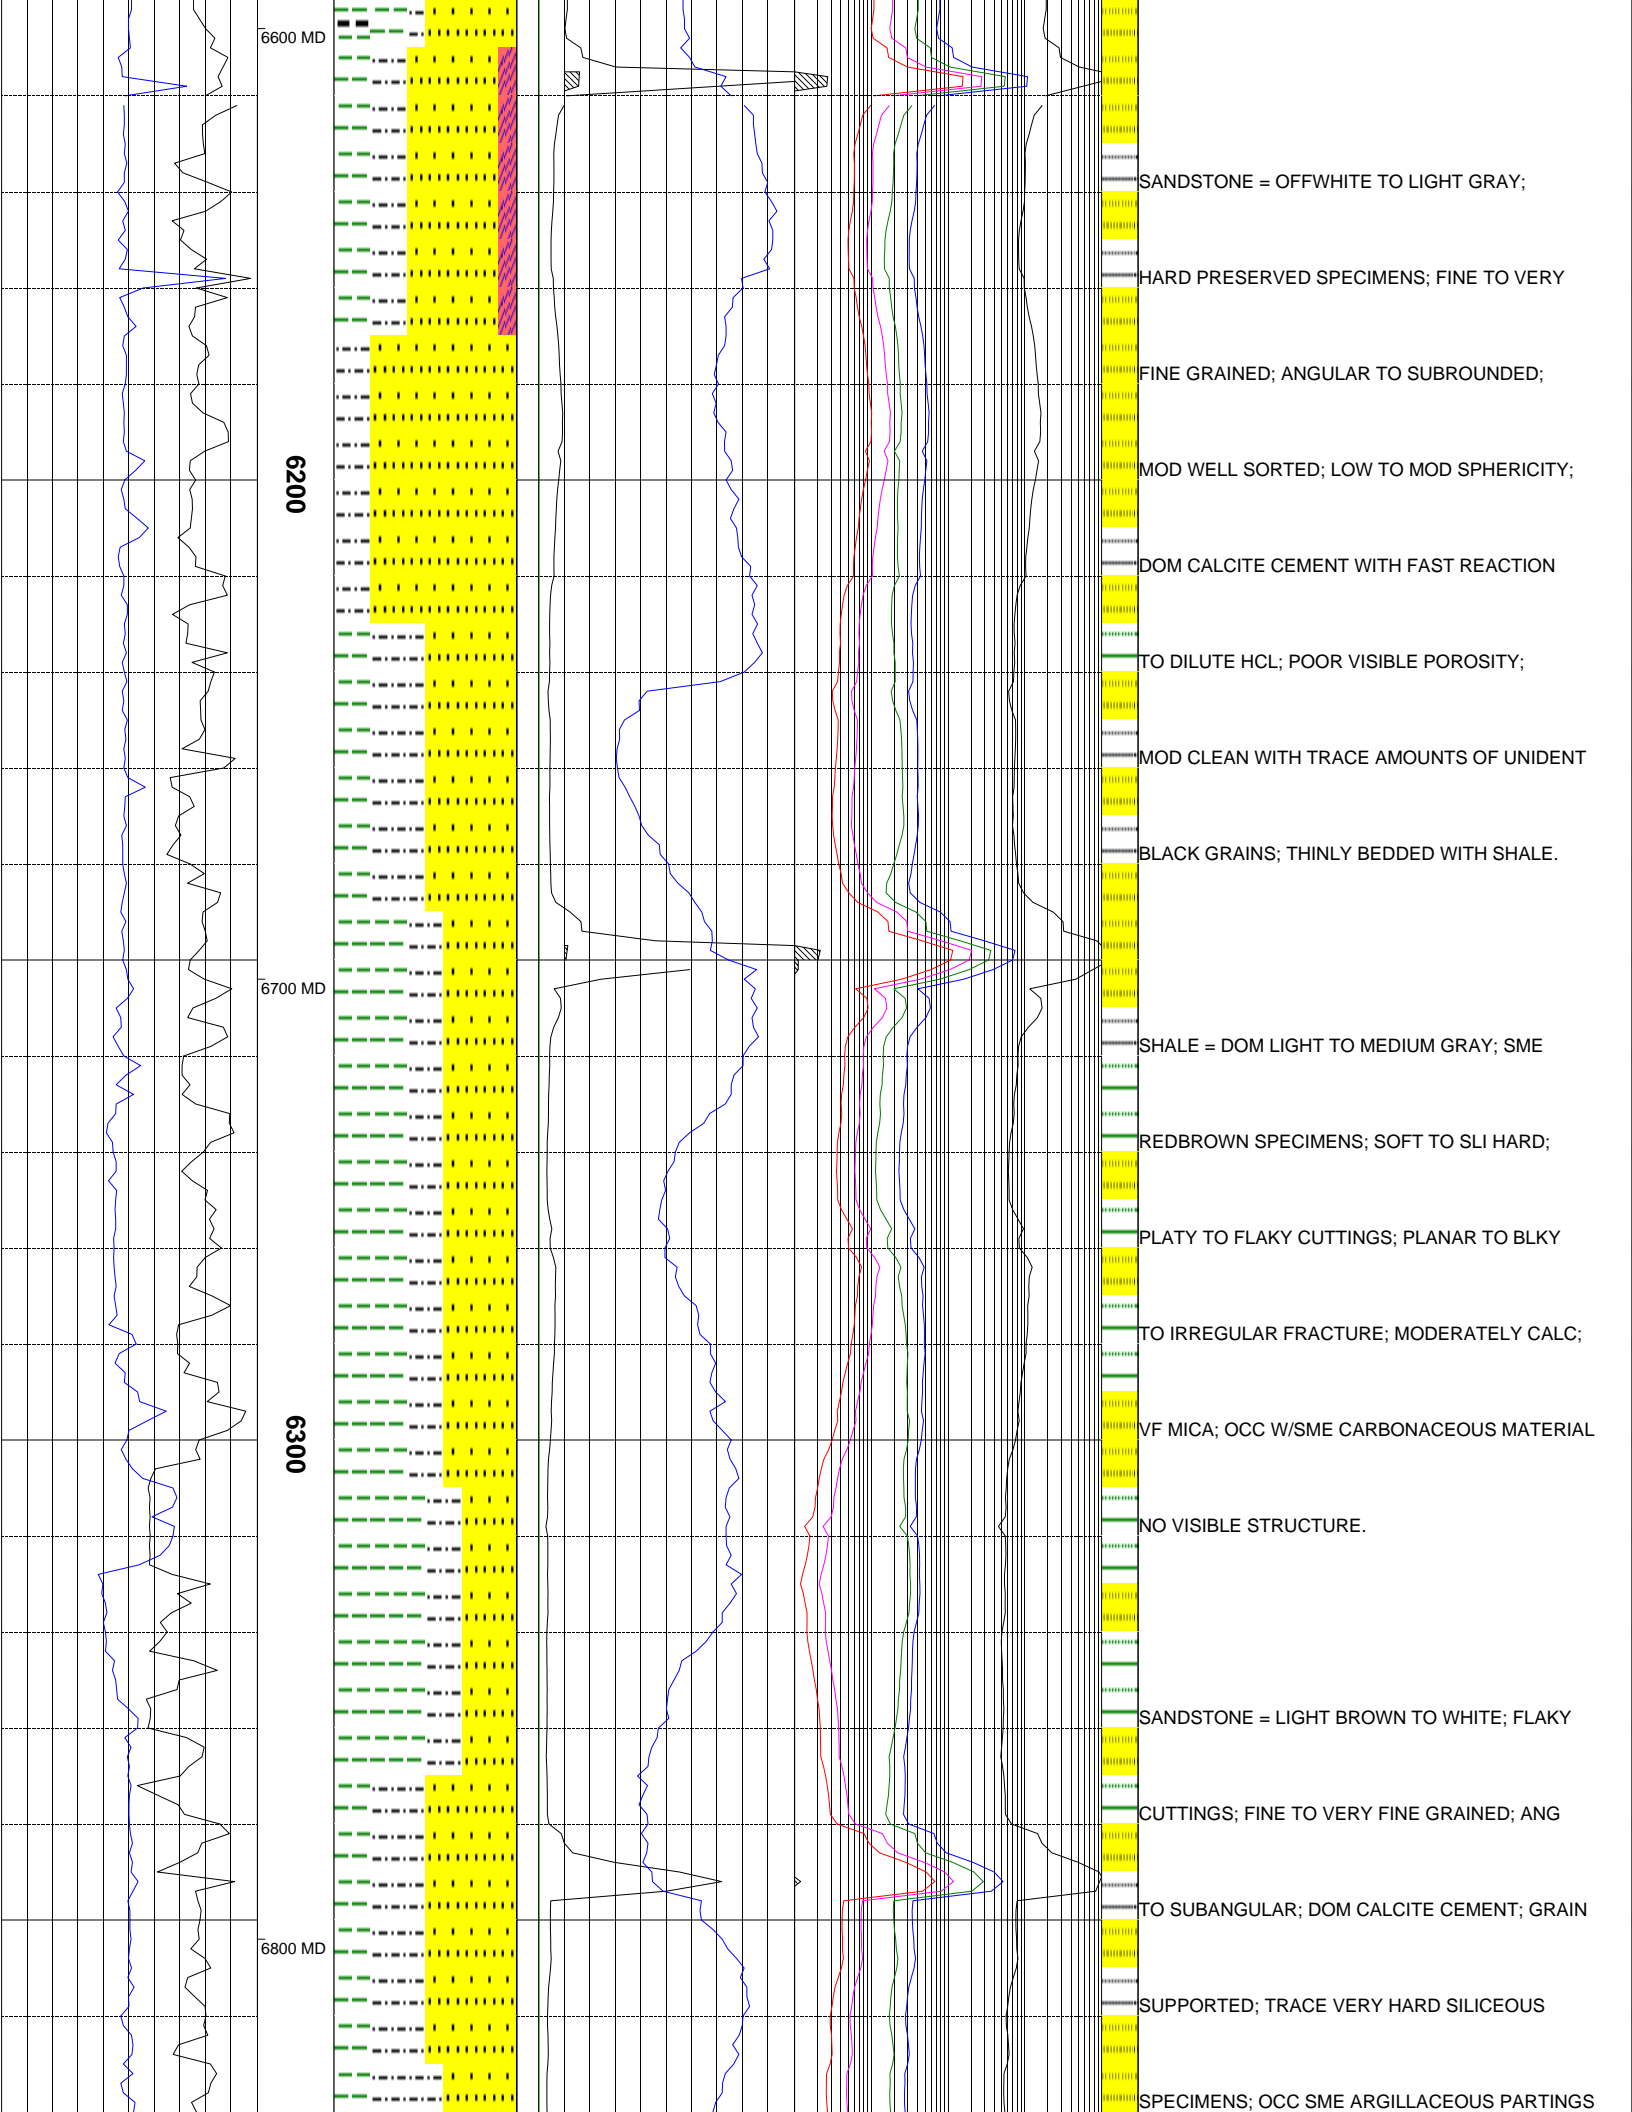 6600 MD
SANDSTONE = OFFWHITE TO LIGHT GRAY;
HARD PRESERVED SPECIMENS; FINE TO VERY
FINE GRAINED; ANGULAR TO SUBROUNDED;
6200
MOD WELL SORTED; LOW TO MOD SPHERICITY;
DOM CALCITE CEMENT WITH FAST REACTION
TO DILUTE HCL; POOR VISIBLE POROSITY;
MOD CLEAN WITH TRACE AMOUNTS OF UNIDENT
BLACK GRAINS; THINLY BEDDED WITH SHALE.
6700 MD
SHALE = DOM LIGHT TO MEDIUM GRAY; SME
REDBROWN SPECIMENS; SOFT TO SLI HARD;
PLATY TO FLAKY CUTTINGS; PLANAR TO BLKY
TO IRREGULAR FRACTURE; MODERATELY CALC;
6300
VF MICA; OCC W/SME CARBONACEOUS MATERIAL
NO VISIBLE STRUCTURE.
SANDSTONE = LIGHT BROWN TO WHITE; FLAKY
CUTTINGS; FINE TO VERY FINE GRAINED; ANG
TO SUBANGULAR; DOM CALCITE CEMENT; GRAIN
6800 MD
SUPPORTED; TRACE VERY HARD SILICEOUS
SPECIMENS; OCC SME ARGILLACEOUS PARTINGS